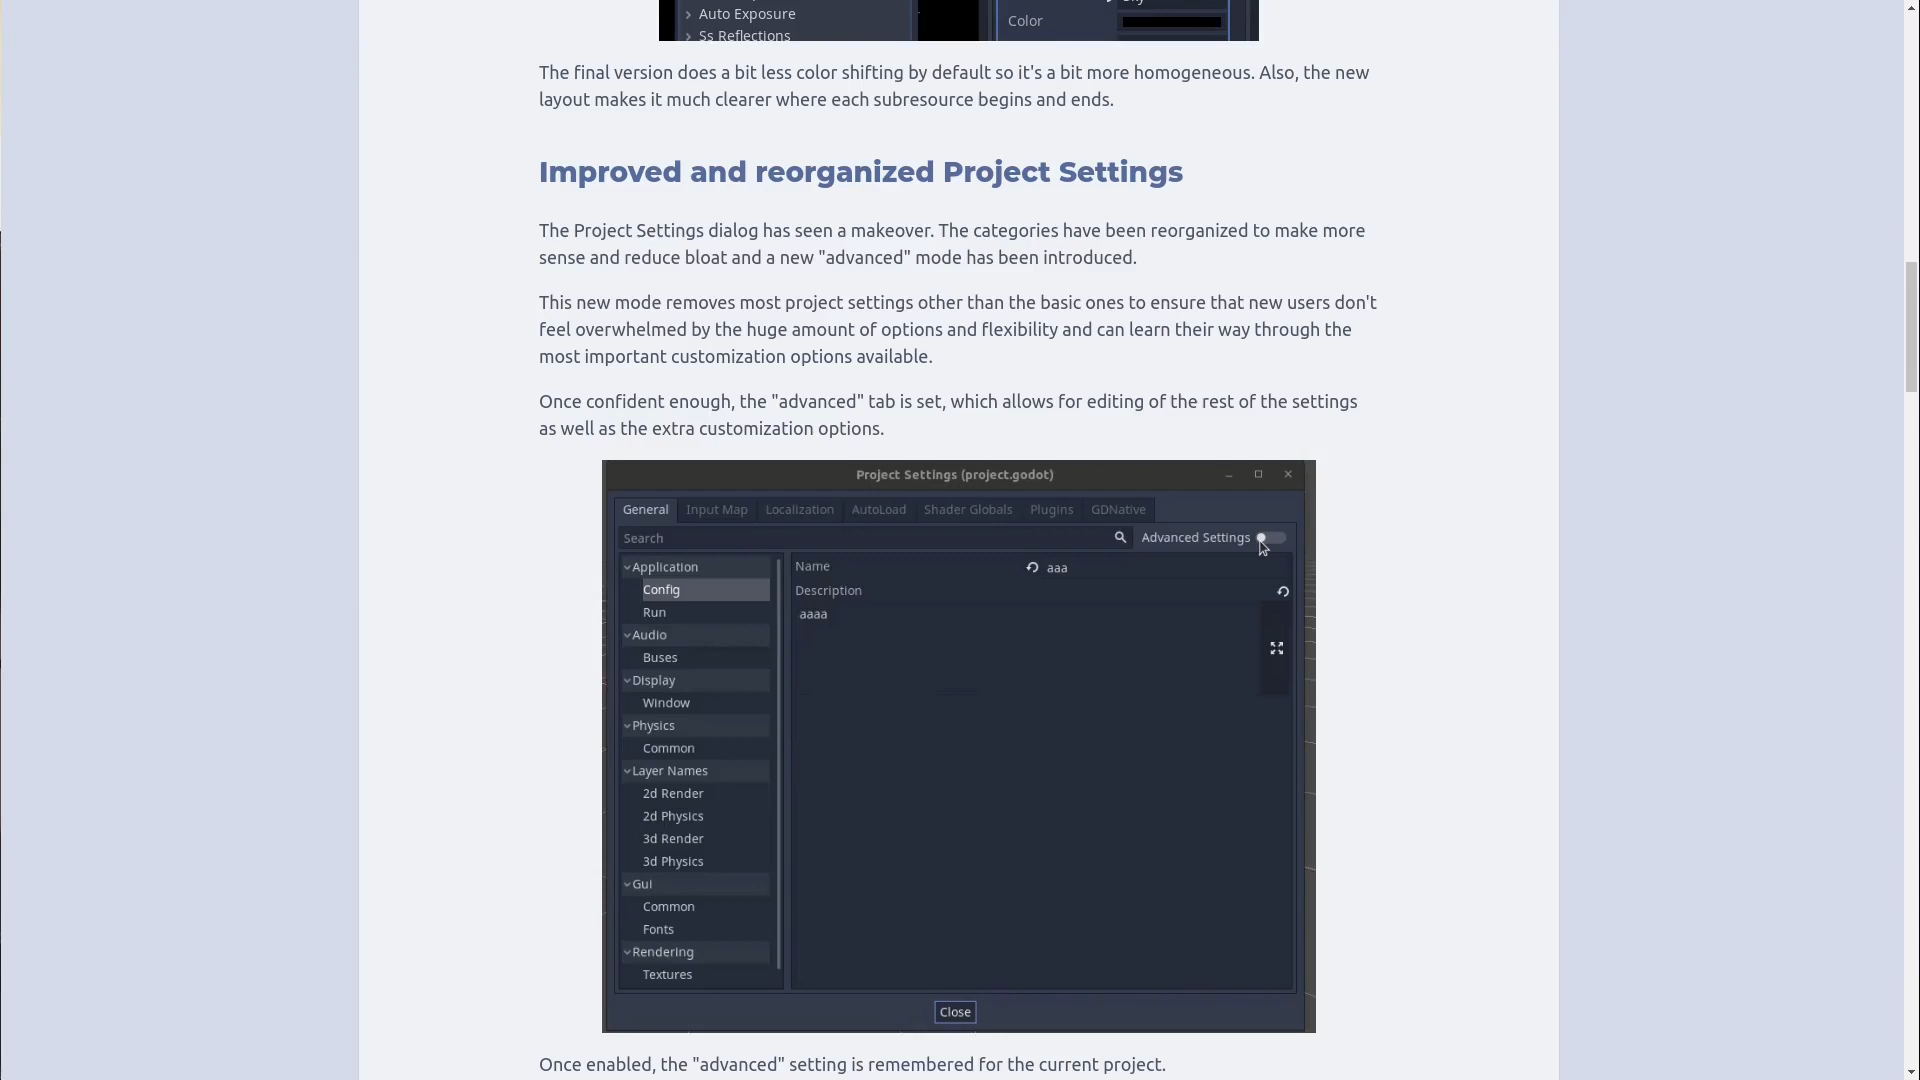 Auto Exposure
Ss Reflections
Sky
Color
The final version does a bit less color shifting by default so it's a bit more homogeneous. Also, the new
layout makes it much clearer where each subresource begins and ends.
Improved and reorganized Project Settings
The Project Settings dialog has seen a makeover. The categories have been reorganized to make more
sense and reduce bloat and a new "advanced" mode has been introduced.
This new mode removes most project settings other than the basic ones to ensure that new users don't
feel overwhelmed by the huge amount of options and flexibility and can learn their way through the
most important customization options available.
Once confident enough, the "advanced" tab is set, which allows for editing of the rest of the settings
as well as the extra customization options.
Project Settings (project.godot)
General Input Map Localization AutoLoad Shader Globals Plugins GDNative
Search Advanced Settings
Application
Config
Run
Audio
Buses
Display
Window
Physics
Common
Layer Names
2d Render
2d Physics
3d Render
3d Physics
Gui
Common
Fonts
Rendering
Textures
Name aaa
Description
aaaa
Close
Once enabled, the "advanced" setting is remembered for the current project.